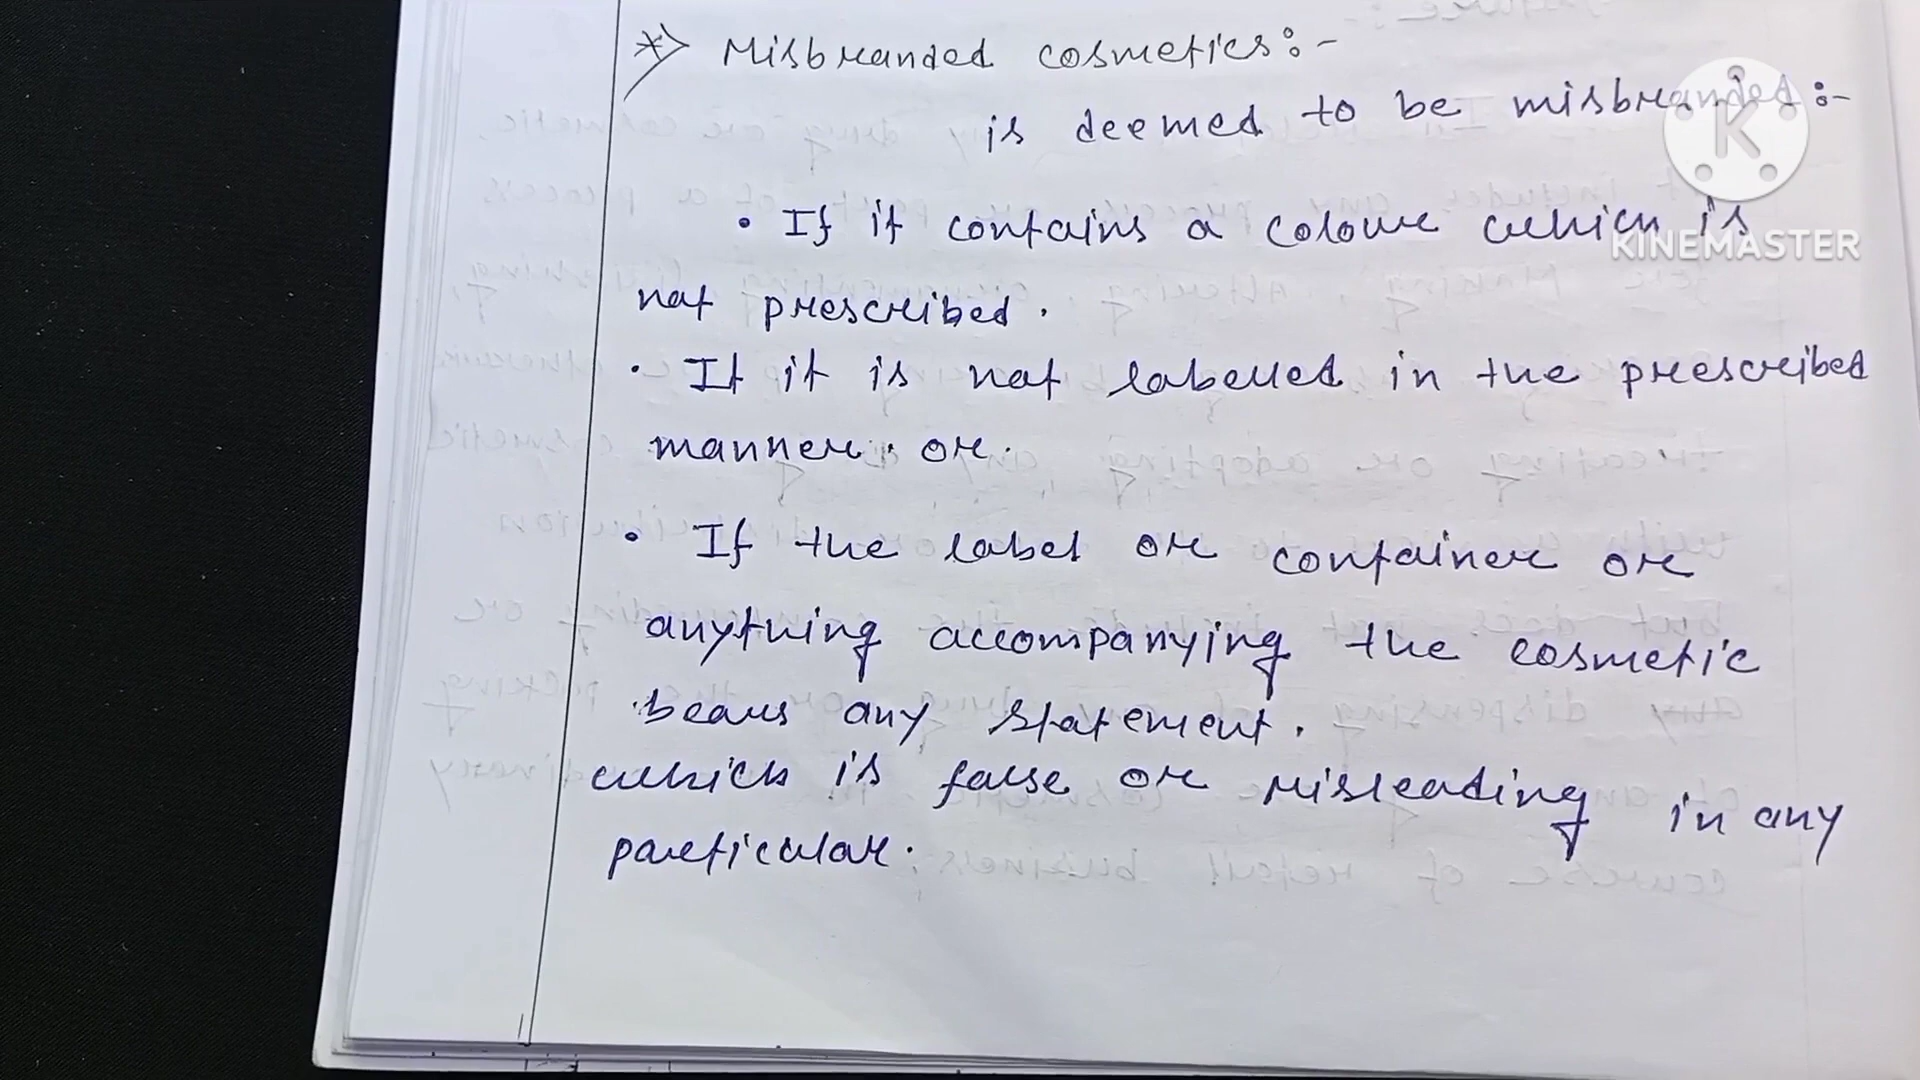 *> Misbranded cosmetics:-
is deemed to be misbranded:-
• If it contains a colour which is
not prescribed.
• If it is not labelled in the prescribed
manner. or.
• If the label or container or
anything accompanying the cosmetic
bears any statement.
which is false or misleading in any
particular.
KINEMASTER